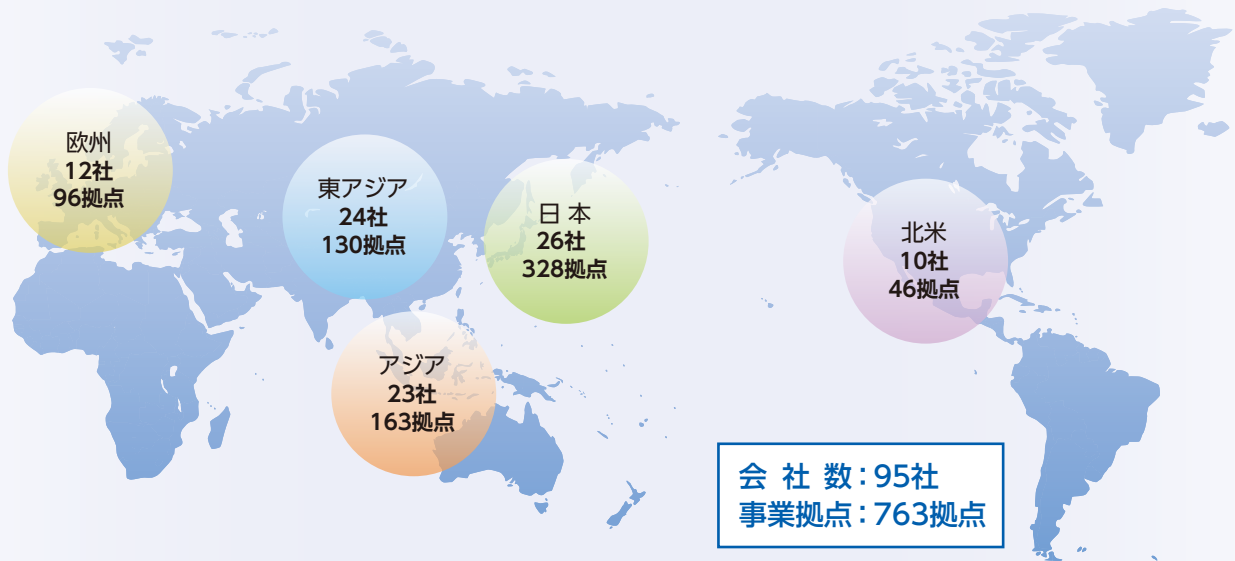 欧州
12社
96拠点
東アジア
24社
130拠点
日本
26社
328拠点
北米
10社
46拠点
アジア
23社
163拠点
会社数：95社
事業拠点：763拠点